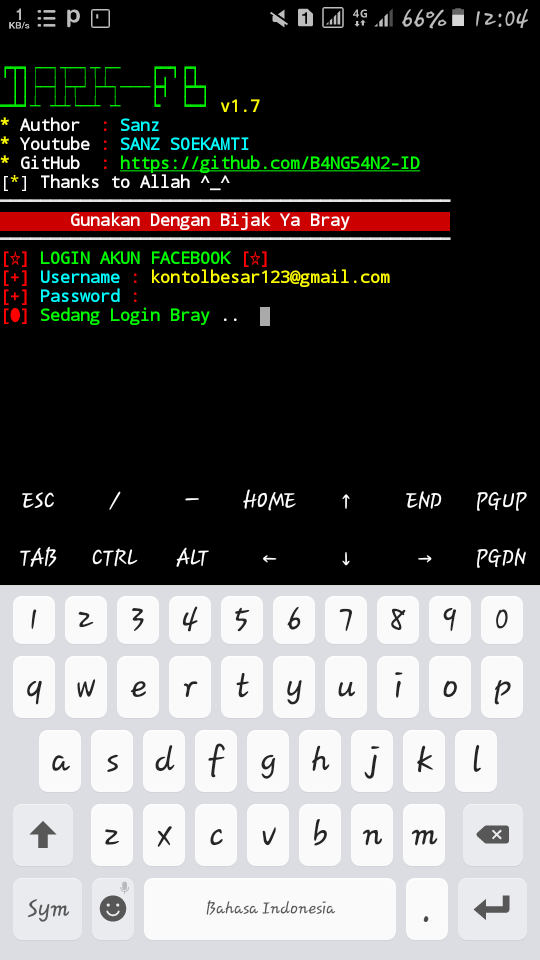 1 KB/s 1 4G 66% 12:04
DARK-FB v1.7
* Author : Sanz
* Youtube : SANZ SOEKAMTI
* GitHub : https://github.com/B4NG54N2-ID
[*] Thanks to Allah ^_^
Gunakan Dengan Bijak Ya Bray
[☆] LOGIN AKUN FACEBOOK [☆]
[+] Username : kontolbesar123@gmail.com
[+] Password :
[●] Sedang Login Bray ..
ESC / — HOME ↑ END PGUP
TAB CTRL ALT ← ↓ → PGDN
1 2 3 4 5 6 7 8 9 0
q w e r t y u i o p
a s d f g h j k l
z x c v b n m
Sym Bahasa Indonesia .